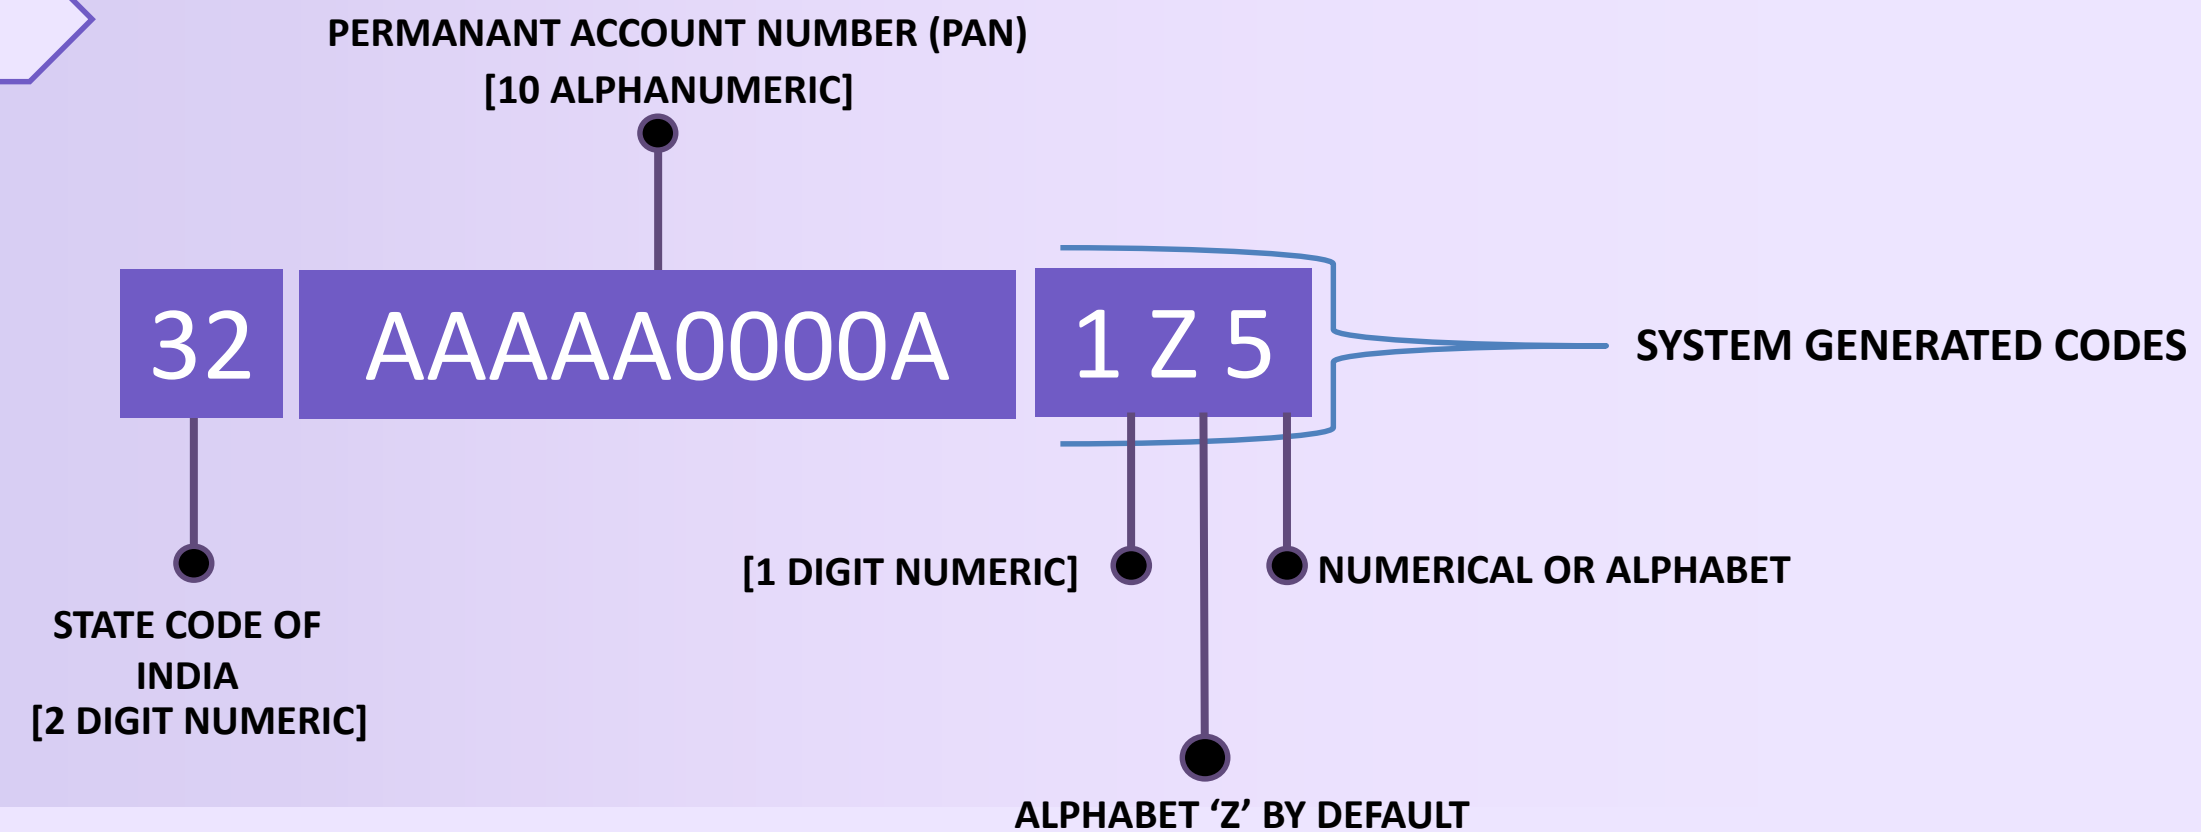 PERMANANT ACCOUNT NUMBER (PAN)
[10 ALPHANUMERIC]
32 AAAAA0000A 1 Z 5
SYSTEM GENERATED CODES
[1 DIGIT NUMERIC]
NUMERICAL OR ALPHABET
STATE CODE OF
INDIA
[2 DIGIT NUMERIC]
ALPHABET ‘Z’ BY DEFAULT